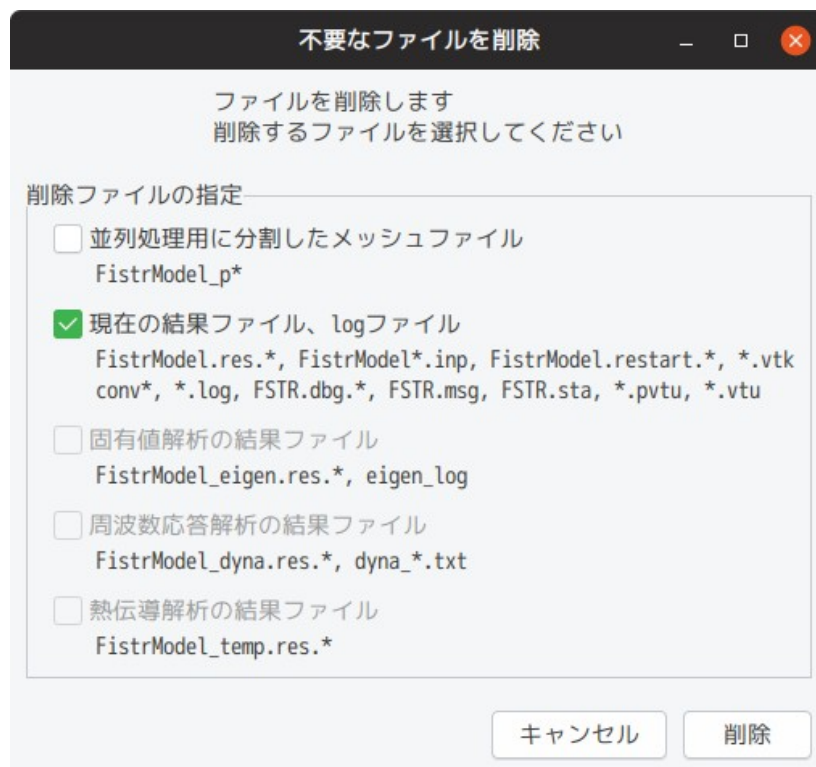 不要なファイルを削除
ファイルを削除します
削除するファイルを選択してください
削除ファイルの指定
並列処理用に分割したメッシュファイル
FistrModel_p*
現在の結果ファイル、logファイル
FistrModel.res.*, FistrModel*.inp, FistrModel.restart.*, *.vtk
conv*, *.log, FSTR.dbg.*, FSTR.msg, FSTR.sta, *.pvtu, *.vtu
固有値解析の結果ファイル
FistrModel_eigen.res.*, eigen_log
周波数応答解析の結果ファイル
FistrModel_dyna.res.*, dyna_*.txt
熱伝導解析の結果ファイル
FistrModel_temp.res.*
キャンセル 削除